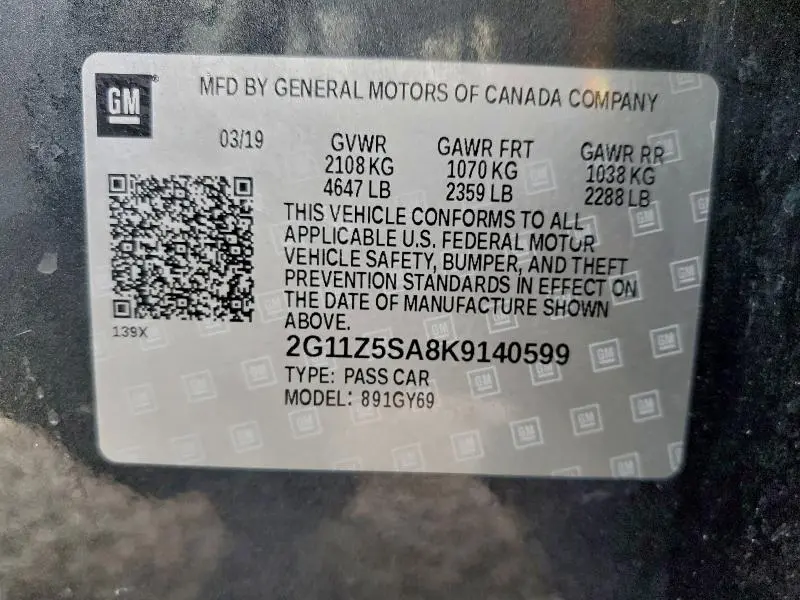 GM
MFD BY GENERAL MOTORS OF CANADA COMPANY
03/19
GVWR
2108 KG
4647 LB
GAWR FRT
1070 KG
2359 LB
GAWR RR
1038 KG
2288 LB
THIS VEHICLE CONFORMS TO ALL
APPLICABLE U.S. FEDERAL MOTOR
VEHICLE SAFETY, BUMPER, AND THEFT
PREVENTION STANDARDS IN EFFECT ON
THE DATE OF MANUFACTURE SHOWN
ABOVE.
139X
2G11Z5SA8K9140599
TYPE: PASS CAR
MODEL: 891GY69